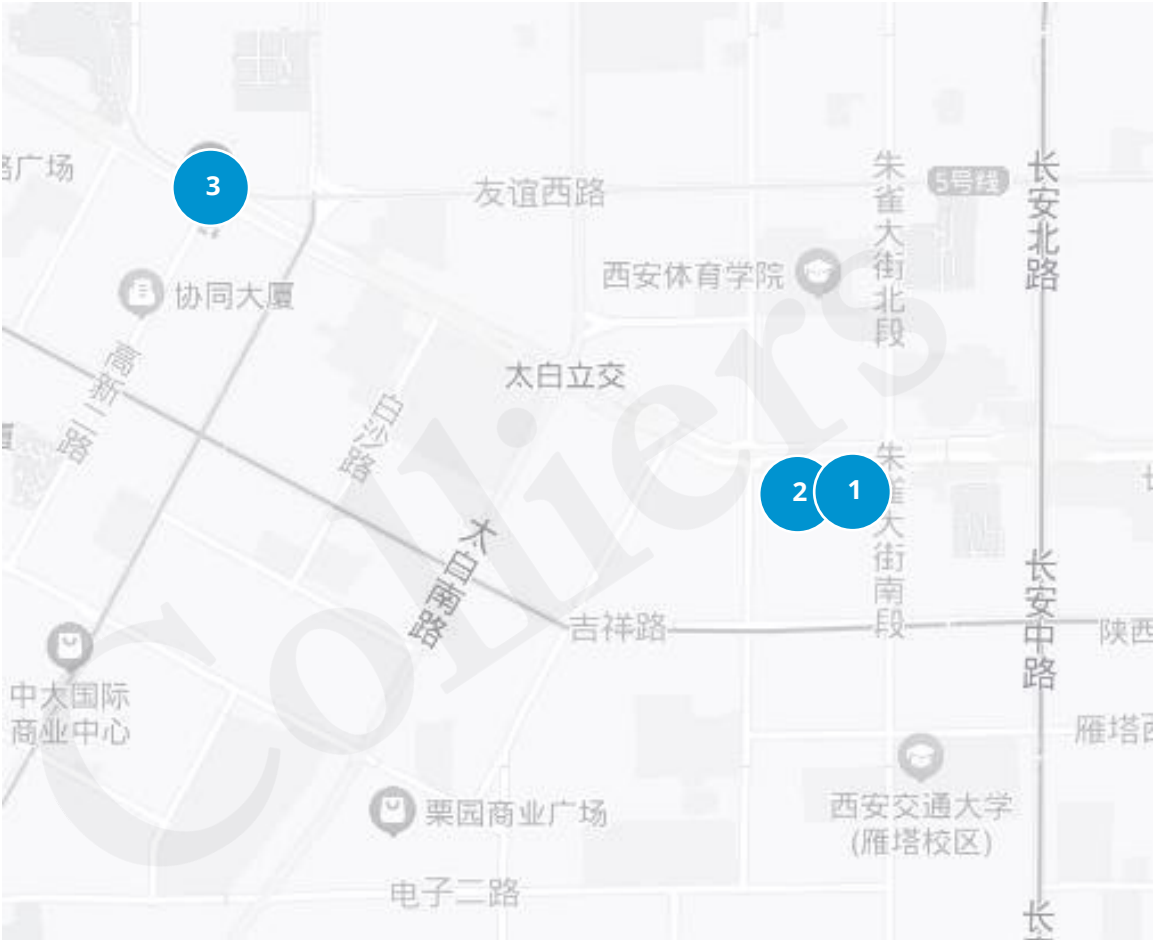 路广场
3
友谊西路
朱雀大街北段
5号线
长安北路
西安体育学院
协同大厦
高新二路
太白立交
白沙路
厦
朱雀大街南段
2
1
太白南路
长安中路
吉祥路
陕西
中大国际
商业中心
雁塔西
栗园商业广场
西安交通大学
(雁塔校区)
电子二路
长
Colliers